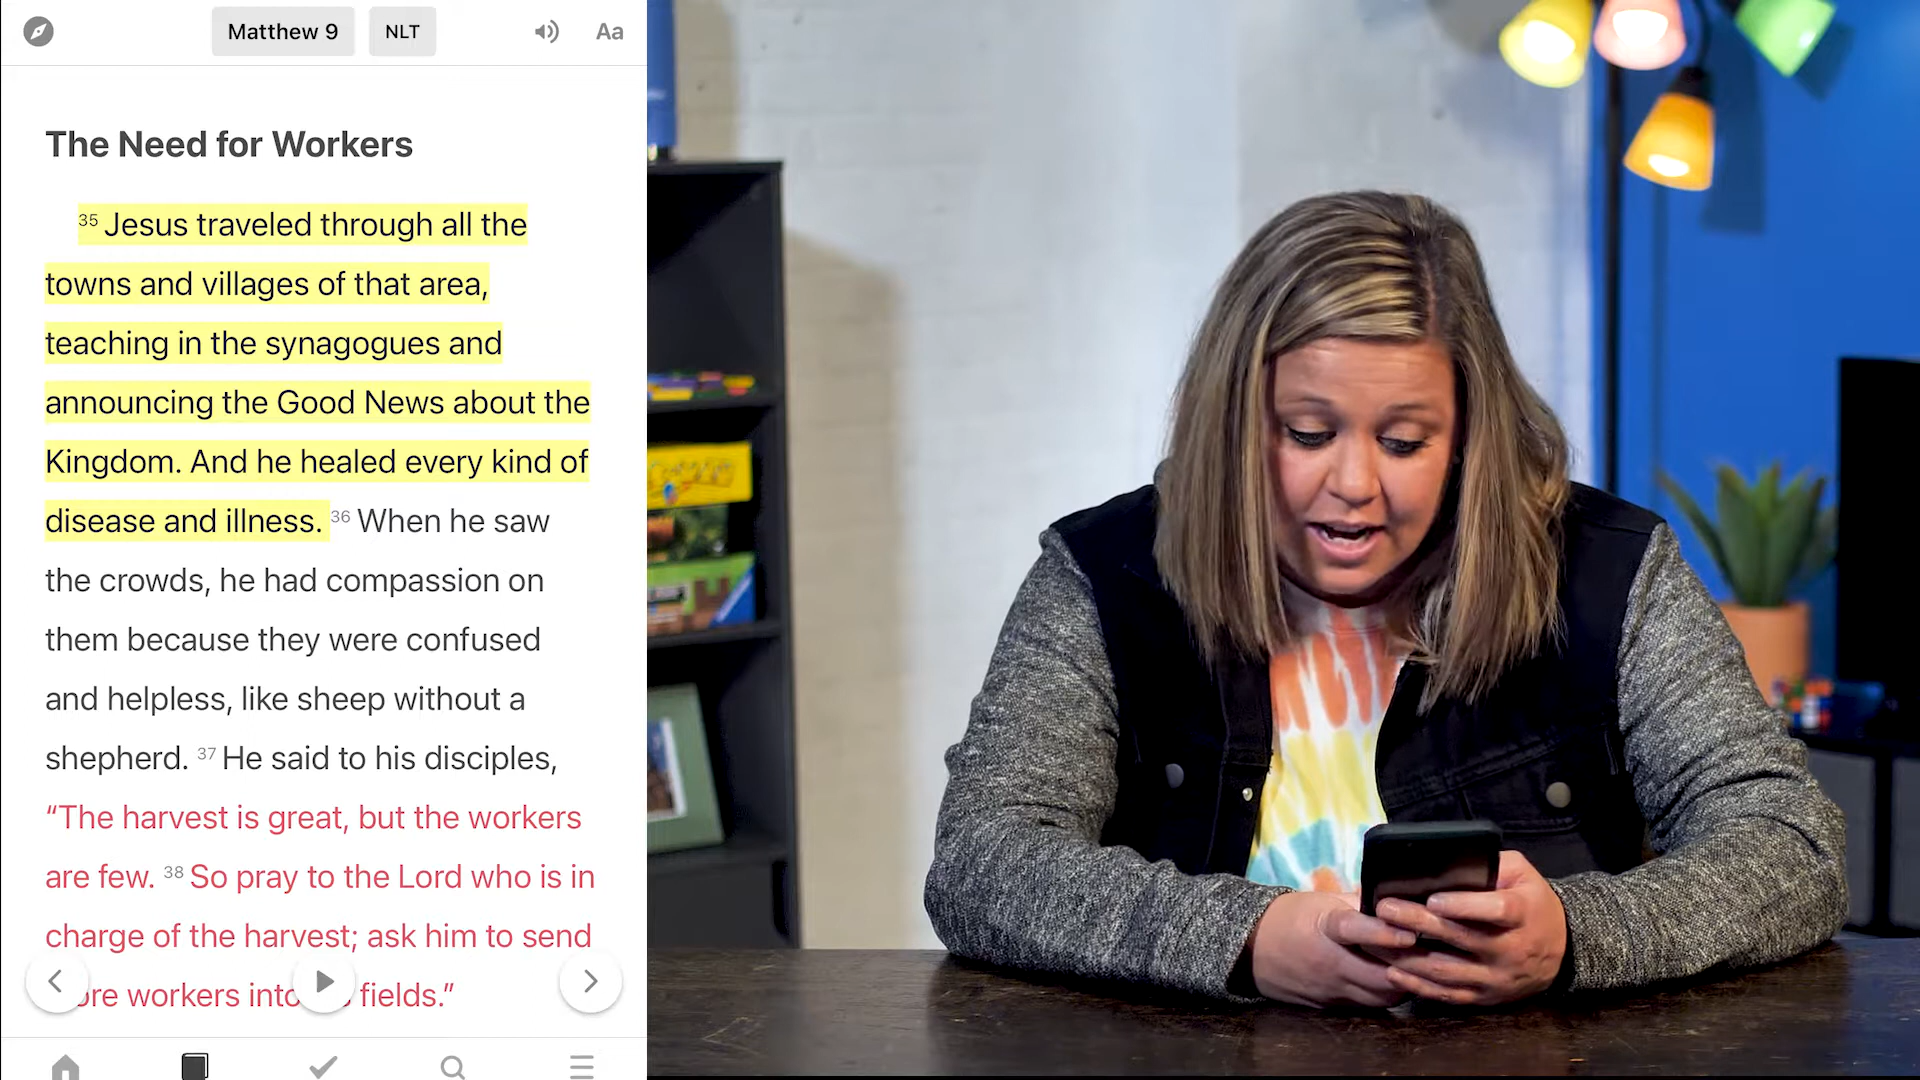 Matthew 9
NLT
Aa
The Need for Workers
35 Jesus traveled through all the
towns and villages of that area,
teaching in the synagogues and
announcing the Good News about the
Kingdom. And he healed every kind of
disease and illness. 36 When he saw
the crowds, he had compassion on
them because they were confused
and helpless, like sheep without a
shepherd. 37 He said to his disciples,
“The harvest is great, but the workers
are few. 38 So pray to the Lord who is in
charge of the harvest; ask him to send
workers fields.”